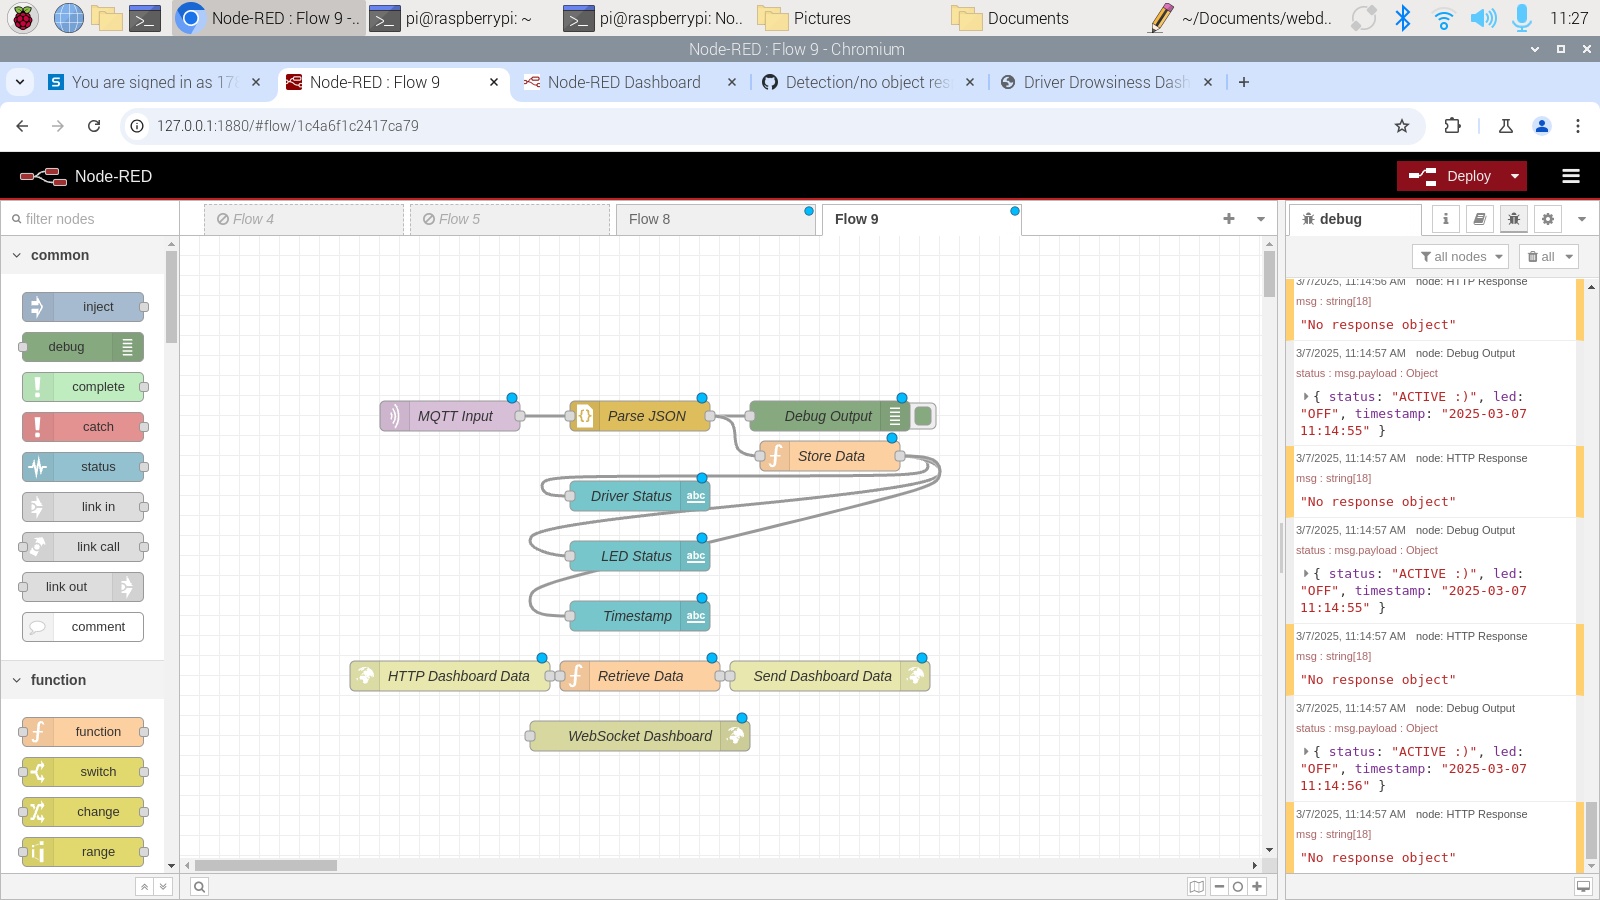 Node-RED : Flow 9 -..
pi@raspberrypi: ~
pi@raspberrypi: No..
Pictures
Documents
~/Documents/webd..
11:27
Node-RED : Flow 9 - Chromium
You are signed in as 17
Node-RED : Flow 9
Node-RED Dashboard
Detection/no object res
Driver Drowsiness Dash
127.0.0.1:1880/#flow/1c4a6f1c2417ca79
Node-RED
Deploy
filter nodes
Flow 4
Flow 5
Flow 8
Flow 9
debug
i
all nodes
all
common
inject
debug
complete
catch
status
link in
link call
link out
comment
function
function
switch
change
range
MQTT Input
Parse JSON
Debug Output
Store Data
Driver Status
abc
LED Status
abc
Timestamp
abc
HTTP Dashboard Data
Retrieve Data
Send Dashboard Data
WebSocket Dashboard
3/7/2025, 11:14:56 AM node: HTTP Response
msg : string[18]
"No response object"
3/7/2025, 11:14:57 AM node: Debug Output
status : msg.payload : Object
{ status: "ACTIVE :)", led:
"OFF", timestamp: "2025-03-07
11:14:55" }
3/7/2025, 11:14:57 AM node: HTTP Response
msg : string[18]
"No response object"
3/7/2025, 11:14:57 AM node: Debug Output
status : msg.payload : Object
{ status: "ACTIVE :)", led:
"OFF", timestamp: "2025-03-07
11:14:55" }
3/7/2025, 11:14:57 AM node: HTTP Response
msg : string[18]
"No response object"
3/7/2025, 11:14:57 AM node: Debug Output
status : msg.payload : Object
{ status: "ACTIVE :)", led:
"OFF", timestamp: "2025-03-07
11:14:56" }
3/7/2025, 11:14:57 AM node: HTTP Response
msg : string[18]
"No response object"